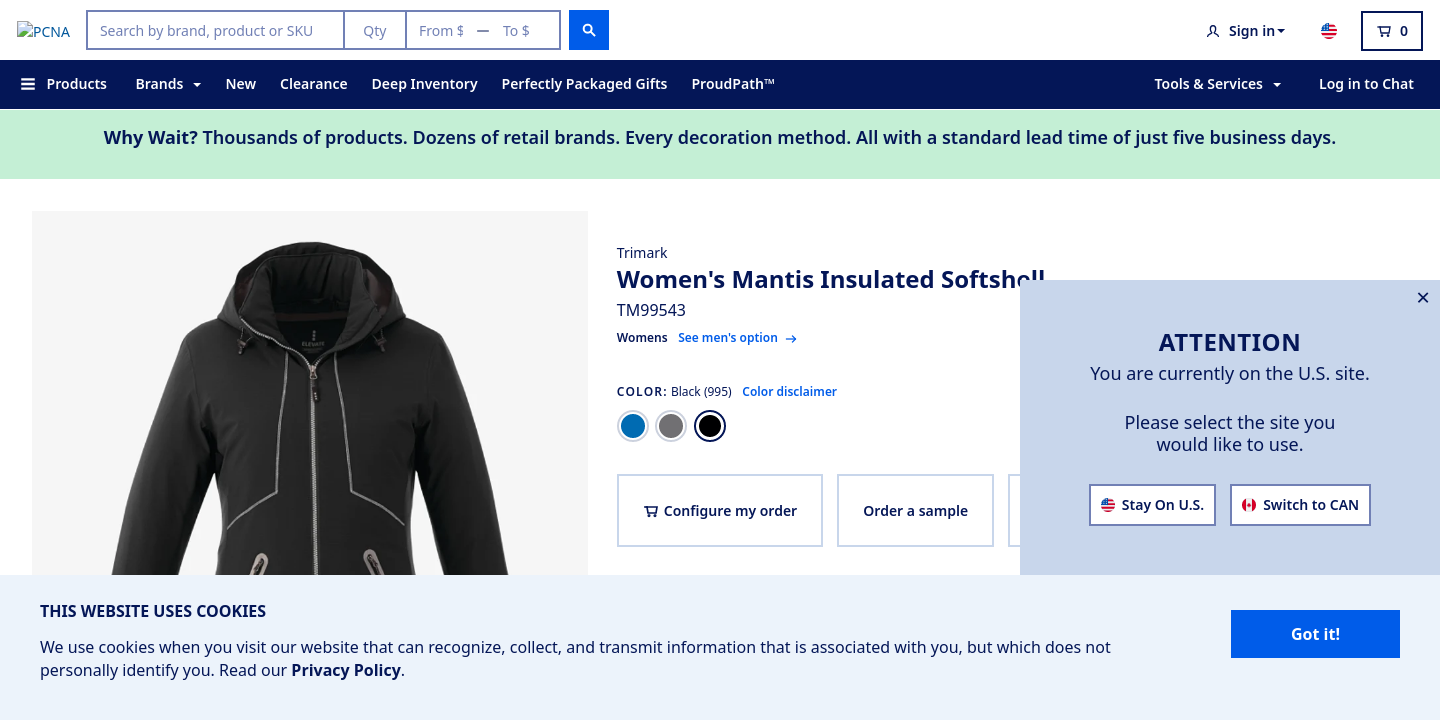 PCNA
Search by brand, product or SKU
Qty
From $
To $
Sign in
0
Products
Brands
New
Clearance
Deep Inventory
Perfectly Packaged Gifts
ProudPath™
Tools & Services
Log in to Chat
Why Wait? Thousands of products. Dozens of retail brands. Every decoration method. All with a standard lead time of just five business days.
Trimark
Women's Mantis Insulated Softshell
TM99543
Womens See men's option
COLOR: Black (995) Color disclaimer
Configure my order
Order a sample
ATTENTION
You are currently on the U.S. site.
Please select the site you
would like to use.
Stay On U.S.
Switch to CAN
THIS WEBSITE USES COOKIES
We use cookies when you visit our website that can recognize, collect, and transmit information that is associated with you, but which does not
personally identify you. Read our Privacy Policy.
Got it!